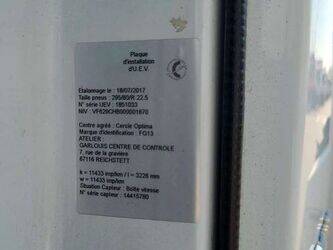 Plaque
d'installation
d'U.E.V.
Etalonnage le : 18/07/2017
Taille pneus : 295/80/R 22.5
N° série UEV : 1851033
NIV : VF629CHB000001670
Centre agréé : Cercle Optima
Marque d'identification : FG13
ATELIER :
GARLOUIS CENTRE DE CONTROLE
7, rue de la gravière
67116 REICHSTETT
k = 11433 imp/km / l = 3226 mm
w = 11433 imp/km
Situation Capteur : Boite vitesse
N° série capteur : 14415780